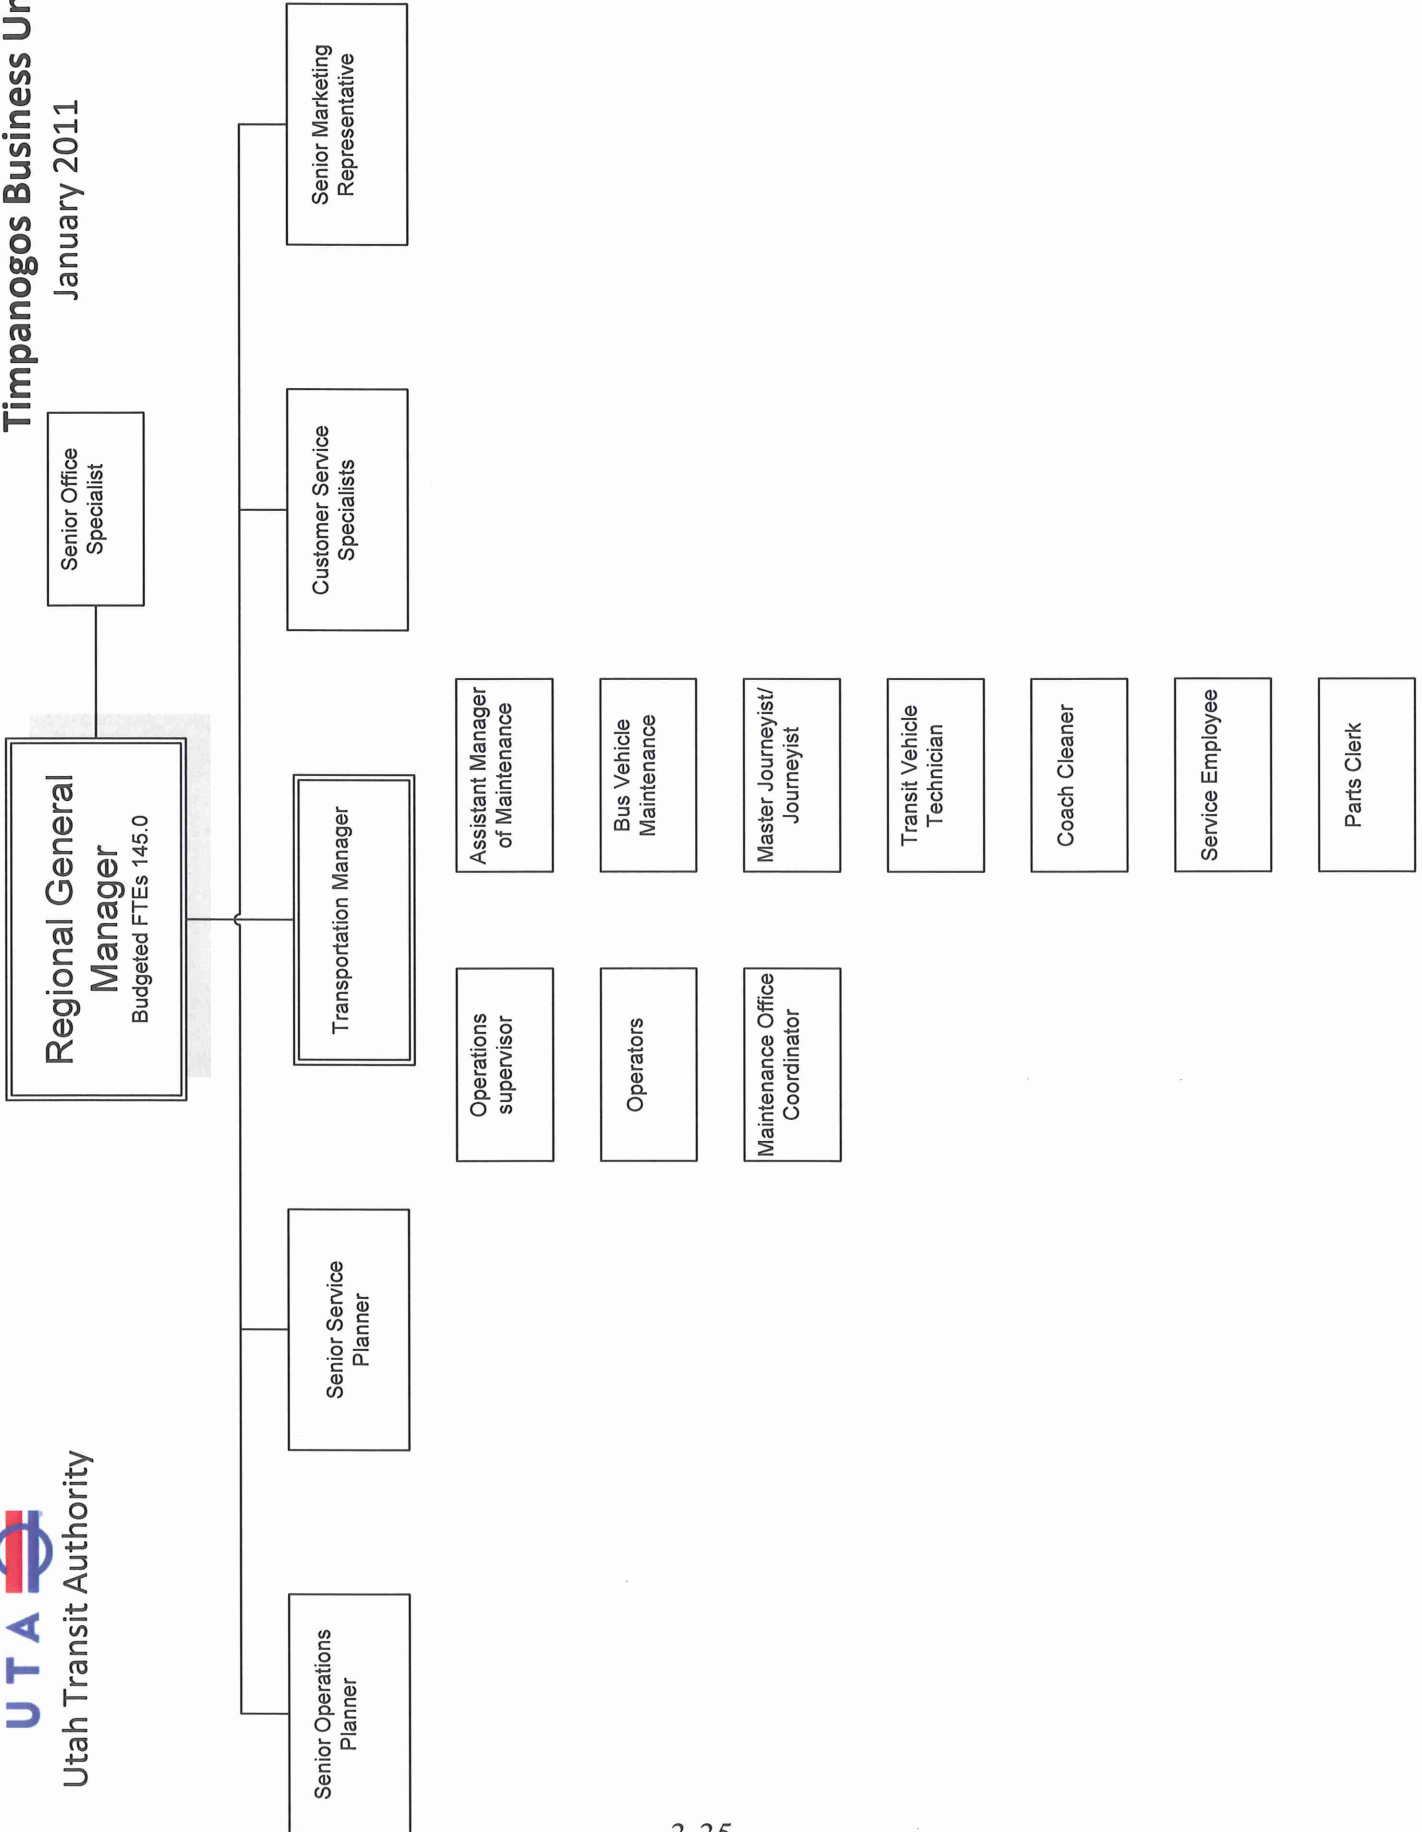 U T A
Utah Transit Authority
Timpanogos Business
January 2011
Regional General
Manager
Budgeted FTEs 145.0
Senior Office
Specialist
Senior Operations
Planner
Senior Service
Planner
Transportation Manager
Customer Service
Specialists
Senior Marketing
Representative
Operations
supervisor
Assistant Manager
of Maintenance
Operators
Bus Vehicle
Maintenance
Maintenance Office
Coordinator
Master Journeyist/
Journeyist
Transit Vehicle
Technician
Coach Cleaner
Service Employee
Parts Clerk